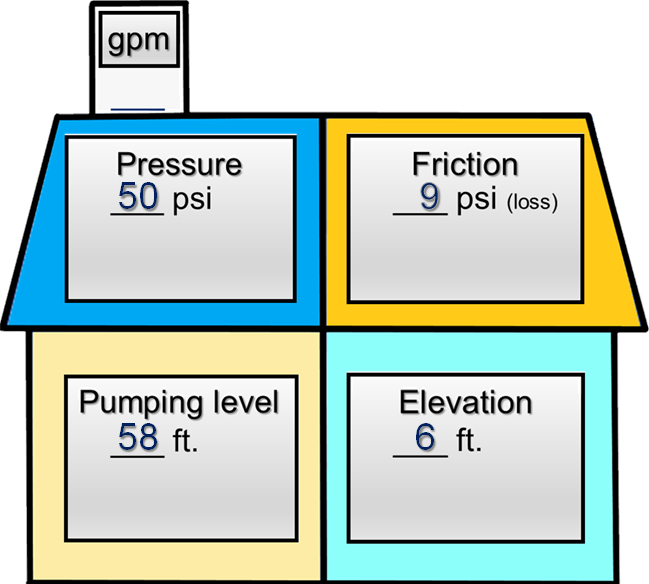 gpm
Pressure
50 psi
Friction
9 psi (loss)
Pumping level
58 ft.
Elevation
6 ft.